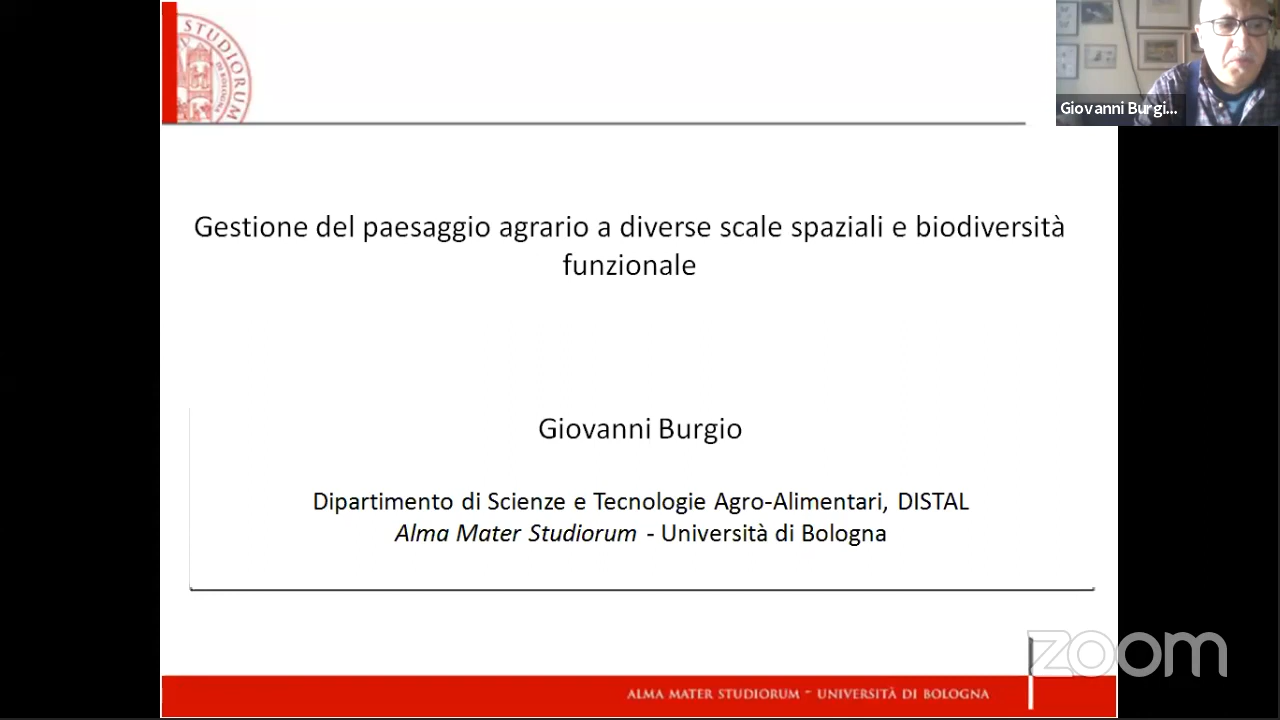 STUDIORUM
Giovanni Burgi...
Gestione del paesaggio agrario a diverse scale spaziali e biodiversità
funzionale
Giovanni Burgio
Dipartimento di Scienze e Tecnologie Agro-Alimentari, DISTAL
Alma Mater Studiorum - Università di Bologna
zoom
ALMA MATER STUDIORUM - UNIVERSITÀ DI BOLOGNA